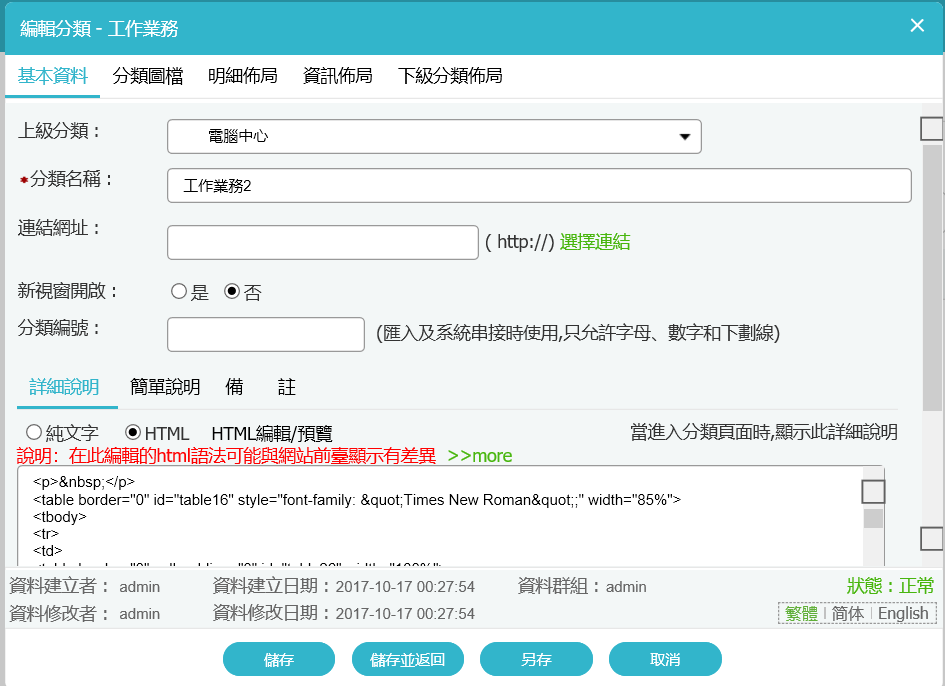 編輯分類 - 工作業務
基本資料 分類圖檔 明細佈局 資訊佈局 下級分類佈局
上級分類： 電腦中心
*分類名稱： 工作業務2
連結網址： ( http://) 選擇連結
新視窗開啟： 是 否
分類編號： (匯入及系統串接時使用,只允許字母、數字和下劃線)
詳細說明 簡單說明 備 註
純文字 HTML HTML編輯/預覽 當進入分類頁面時,顯示此詳細說明
說明: 在此編輯的html語法可能與網站前臺顯示有差異 >>more
<p>&nbsp;</p>
<table border="0" id="table16" style="font-family: &quot;Times New Roman&quot;;" width="85%">
<tbody>
<tr>
<td>
資料建立者： admin 資料建立日期：2017-10-17 00:27:54 資料群組：admin 狀態：正常
資料修改者： admin 資料修改日期：2017-10-17 00:27:54 繁體 | 简体 | English
儲存 儲存並返回 另存 取消